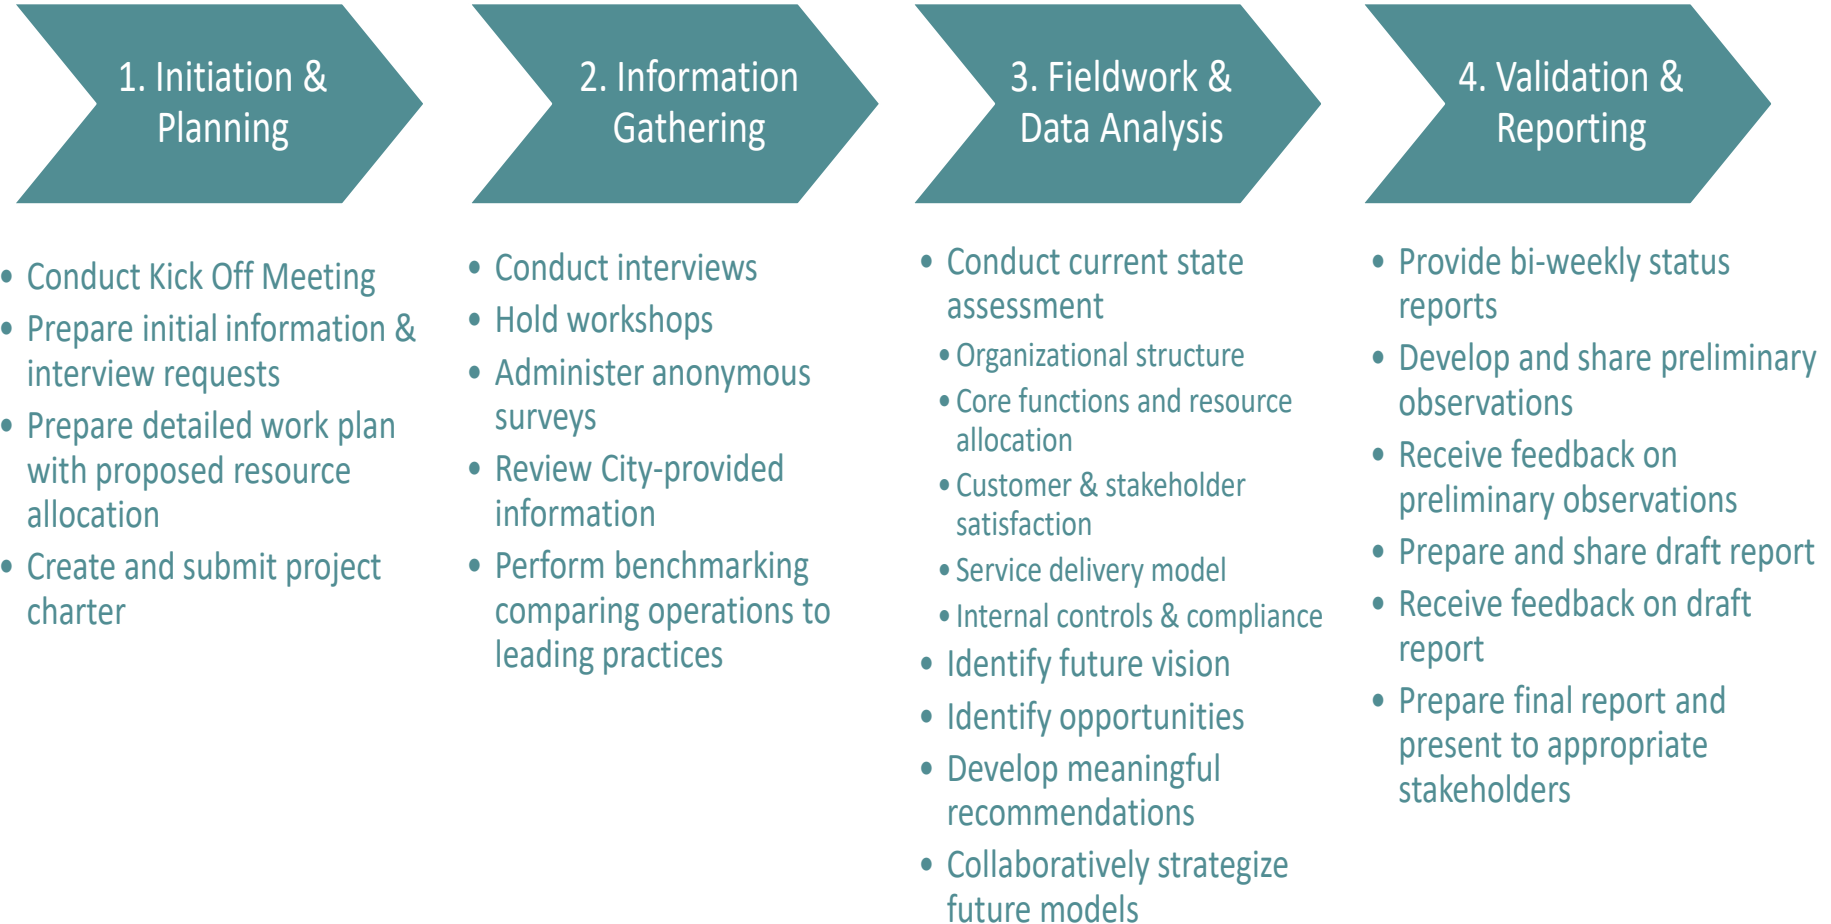 1. Initiation &
Planning
• Conduct Kick Off Meeting
• Prepare initial information &
interview requests
• Prepare detailed work plan
with proposed resource
allocation
• Create and submit project
charter
2. Information
Gathering
• Conduct interviews
• Hold workshops
• Administer anonymous
surveys
• Review City-provided
information
• Perform benchmarking
comparing operations to
leading practices
3. Fieldwork &
Data Analysis
• Conduct current state
assessment
• Organizational structure
• Core functions and resource
allocation
• Customer & stakeholder
satisfaction
• Service delivery model
• Internal controls & compliance
• Identify future vision
• Identify opportunities
• Develop meaningful
recommendations
• Collaboratively strategize
future models
4. Validation &
Reporting
• Provide bi-weekly status
reports
• Develop and share preliminary
observations
• Receive feedback on
preliminary observations
• Prepare and share draft report
• Receive feedback on draft
report
• Prepare final report and
present to appropriate
stakeholders